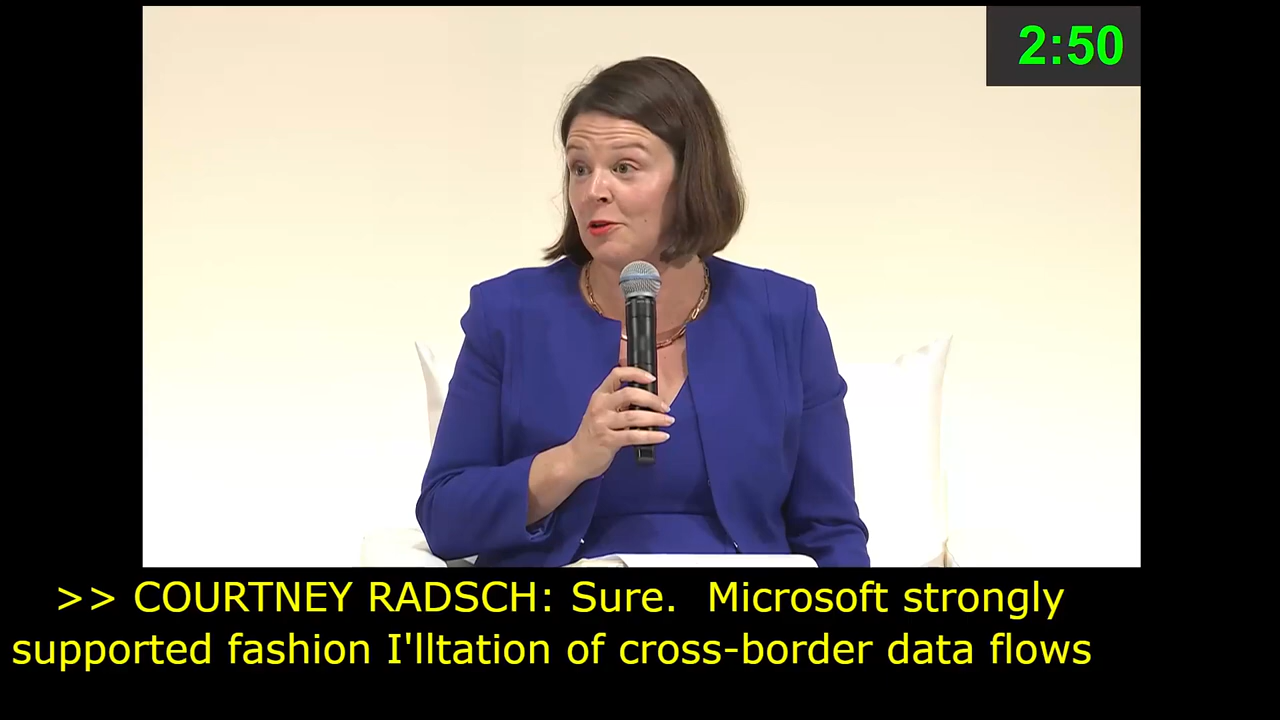 2:50
>> COURTNEY RADSCH: Sure.  Microsoft strongly
supported fashion I'lltation of cross-border data flows